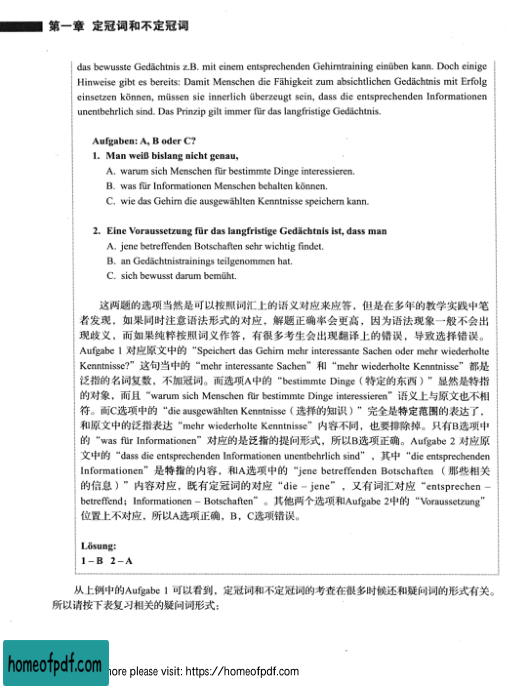 第一章 定冠词和不定冠词
das bewusste Gedächtnis z.B. mit einem entsprechenden Gehirntraining einüben kann. Doch einige
Hinweise gibt es bereits: Damit Menschen die Fähigkeit zum absichtlichen Gedächtnis mit Erfolg
einsetzen können, müssen sie innerlich überzeugt sein, dass die entsprechenden Informationen
unentbehrlich sind. Das Prinzip gilt immer für das langfristige Gedächtnis.
Aufgaben: A, B oder C?
1. Man weiß bislang nicht genau,
A. warum sich Menschen für bestimmte Dinge interessieren.
B. was für Informationen Menschen behalten können.
C. wie das Gehirn die ausgewählten Kenntnisse speichern kann.
2. Eine Voraussetzung für das langfristige Gedächtnis ist, dass man
A. jene betreffenden Botschaften sehr wichtig findet.
B. an Gedächtnistrainings teilgenommen hat.
C. sich bewusst darum bemüht.
这两题的选项当然是可以按照词汇上的语义对应来应答，但是在多年的教学实践中笔
者发现，如果同时注意语法形式的对应，解题正确率会更高，因为语法现象一般不会出
现歧义，而如果纯粹按照词义作答，有很多考生会出现翻译上的错误，导致选择错误。
Aufgabe 1 对应原文中的“Speichert das Gehirn mehr interessante Sachen oder mehr wiederholte
Kenntnisse?”这句当中的“mehr interessante Sachen”和“mehr wiederholte Kenntnisse”都是
泛指的名词复数，不加冠词。而选项A中的“bestimmte Dinge（特定的东西）”显然是特指
的对象，而且“warum sich Menschen für bestimmte Dinge interessieren”语义上与原文也不相
符。而C选项中的“die ausgewählten Kenntnisse（选择的知识）”完全是特定范围的表达了，
和原文中的泛指表达“mehr wiederholte Kenntnisse”内容不同，也要排除掉。只有B选项中
的“was für Informationen”对应的是泛指的提问形式，所以B选项正确。Aufgabe 2 对应原
文中的“dass die entsprechenden Informationen unentbehrlich sind”，其中“die entsprechenden
Informationen”是特指的内容，和A选项中的“jene betreffenden Botschaften（那些相关
的信息）”内容对应，既有定冠词的对应“die – jene”，又有词汇对应“entsprechen –
betreffend；Informationen – Botschaften”。其他两个选项和Aufgabe 2中的“Voraussetzung”
位置上不对应，所以A选项正确，B，C选项错误。
Lösung:
1 – B 2 – A
从上例中的Aufgabe 1 可以看到，定冠词和不定冠词的考查在很多时候还和疑问词的形式有关。
所以请按下表复习相关的疑问词形式：
homeofpdf.com
more please visit: https://homeofpdf.com